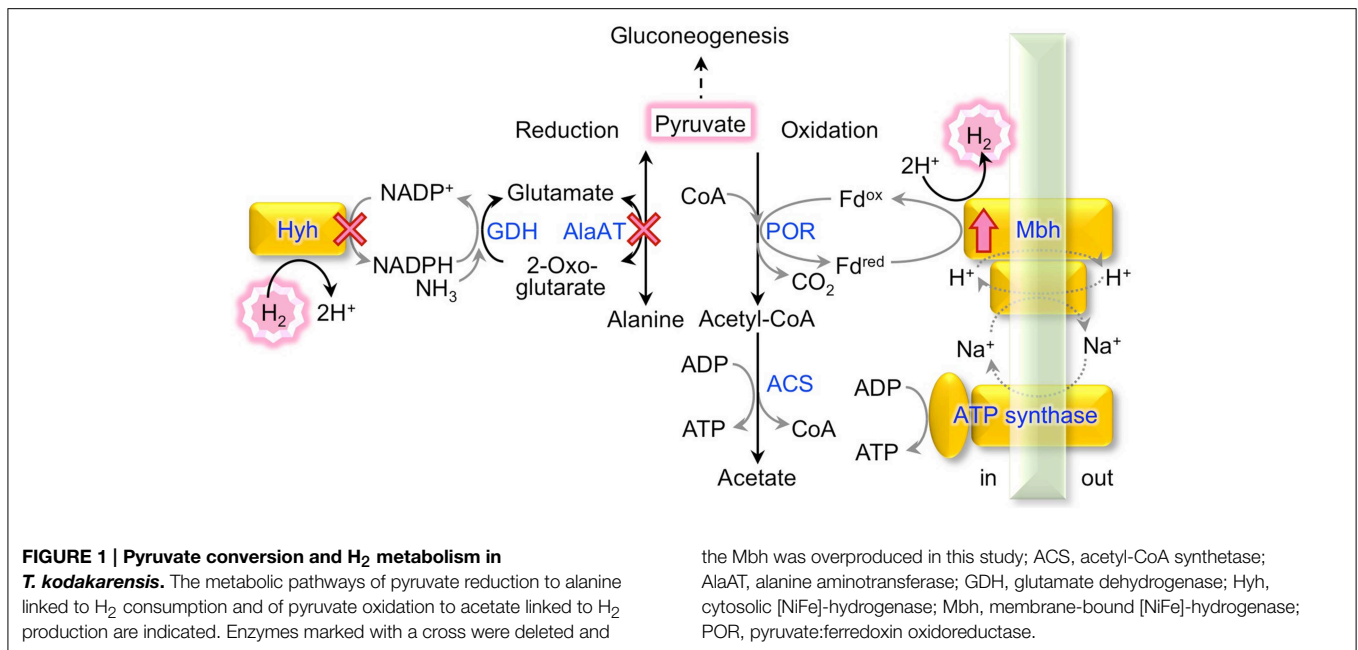 Gluconeogenesis
Reduction
Pyruvate
Oxidation
H₂
2H⁺
NADP⁺
Glutamate
CoA
Fdᵒˣ
Hyh
GDH
AlaAT
POR
Mbh
NADPH
2-Oxo-
glutarate
Fdʳᵉᵈ
H⁺
H⁺
NH₃
CO₂
H₂
2H⁺
Alanine
Acetyl-CoA
Na⁺
Na⁺
ADP
ACS
ADP
ATP synthase
ATP
CoA
ATP
Acetate
in
out
FIGURE 1 | Pyruvate conversion and H₂ metabolism in
T. kodakarensis. The metabolic pathways of pyruvate reduction to alanine
linked to H₂ consumption and of pyruvate oxidation to acetate linked to H₂
production are indicated. Enzymes marked with a cross were deleted and
the Mbh was overproduced in this study; ACS, acetyl-CoA synthetase;
AlaAT, alanine aminotransferase; GDH, glutamate dehydrogenase; Hyh,
cytosolic [NiFe]-hydrogenase; Mbh, membrane-bound [NiFe]-hydrogenase;
POR, pyruvate:ferredoxin oxidoreductase.